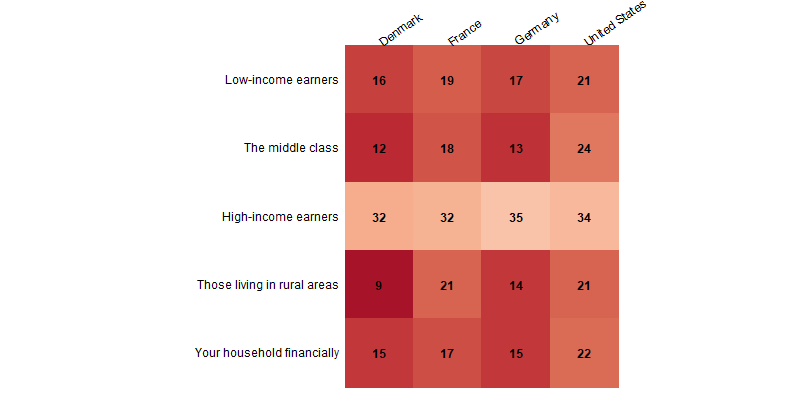 Denmark France Germany United States
Low-income earners 16 19 17 21
The middle class 12 18 13 24
High-income earners 32 32 35 34
Those living in rural areas 9 21 14 21
Your household financially 15 17 15 22